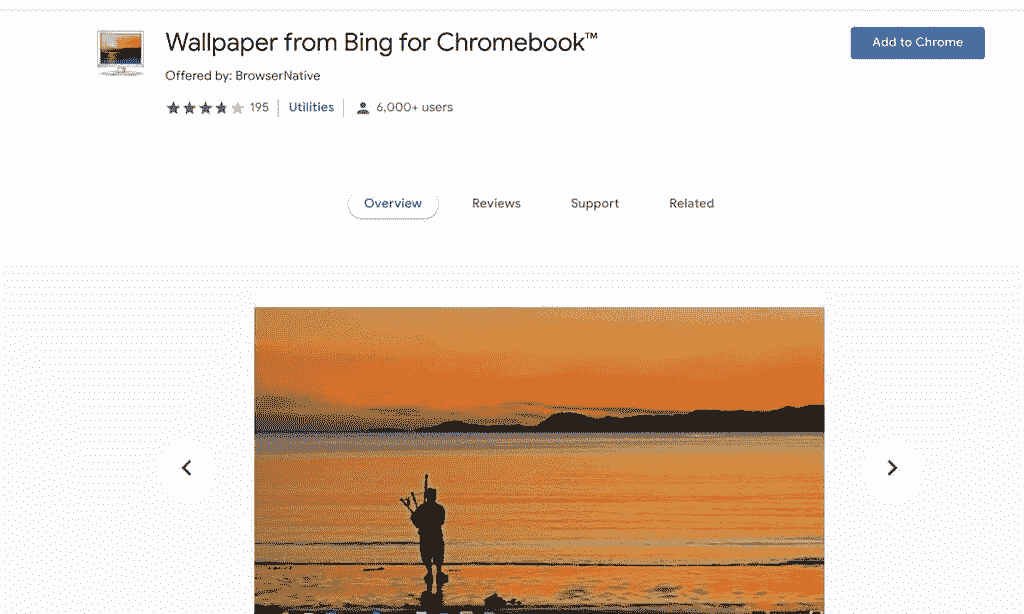 Wallpaper from Bing for Chromebook™
Add to Chrome
Offered by: BrowserNative
195 Utilities 6,000+ users
Overview Reviews Support Related